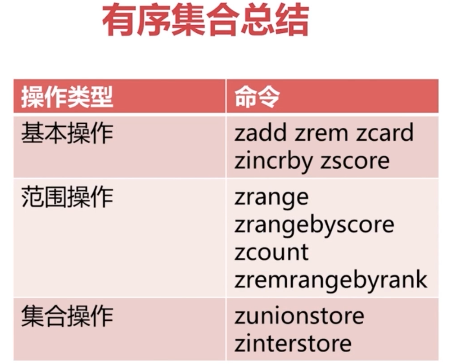 有序集合总结
操作类型 命令
基本操作 zadd zrem zcard
zincrby zscore
范围操作 zrange
zrangebyscore
zcount
zremrangebyrank
集合操作 zunionstore
zinterstore